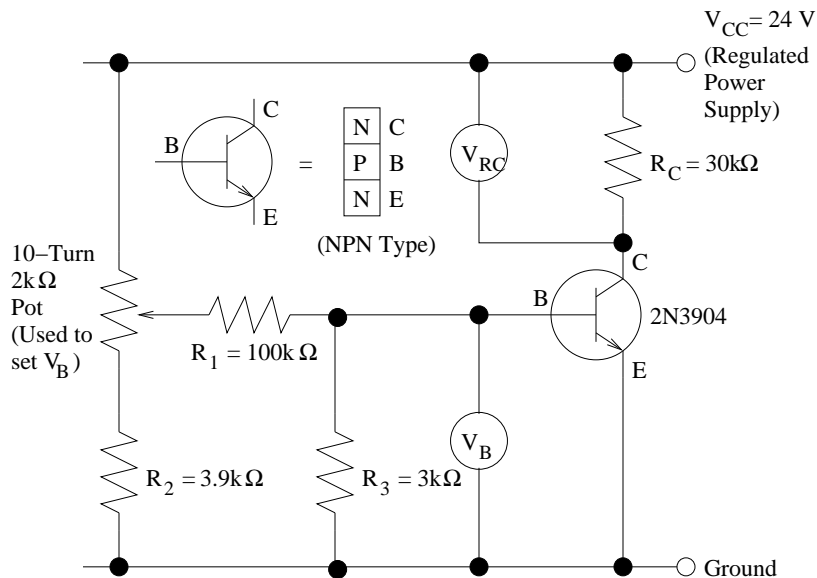 V_CC = 24 V
(Regulated
Power
Supply)
C
B
E
=
N C
P B
N E
(NPN Type)
V_RC
R_C = 30kΩ
C
B
E
2N3904
10–Turn
2kΩ
Pot
(Used to
set V_B)
R_1 = 100kΩ
R_2 = 3.9kΩ
R_3 = 3kΩ
V_B
Ground